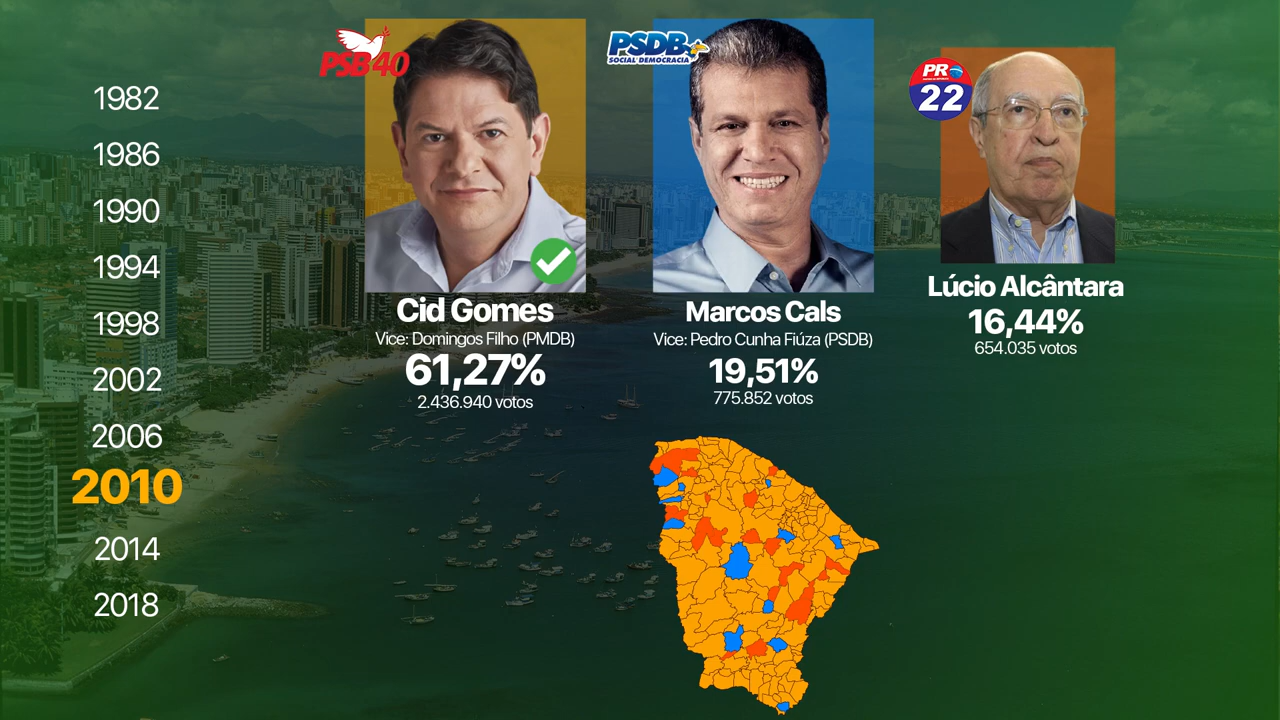 1982
1986
1990
1994
1998
2002
2006
2010
2014
2018
PSB 40
Cid Gomes
Vice: Domingos Filho (PMDB)
61,27%
2.436.940 votos
PSDB
SOCIAL DEMOCRACIA
Marcos Cals
Vice: Pedro Cunha Fiúza (PSDB)
19,51%
775.852 votos
PR
22
Lúcio Alcântara
16,44%
654.035 votos